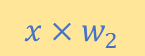 x × w₂